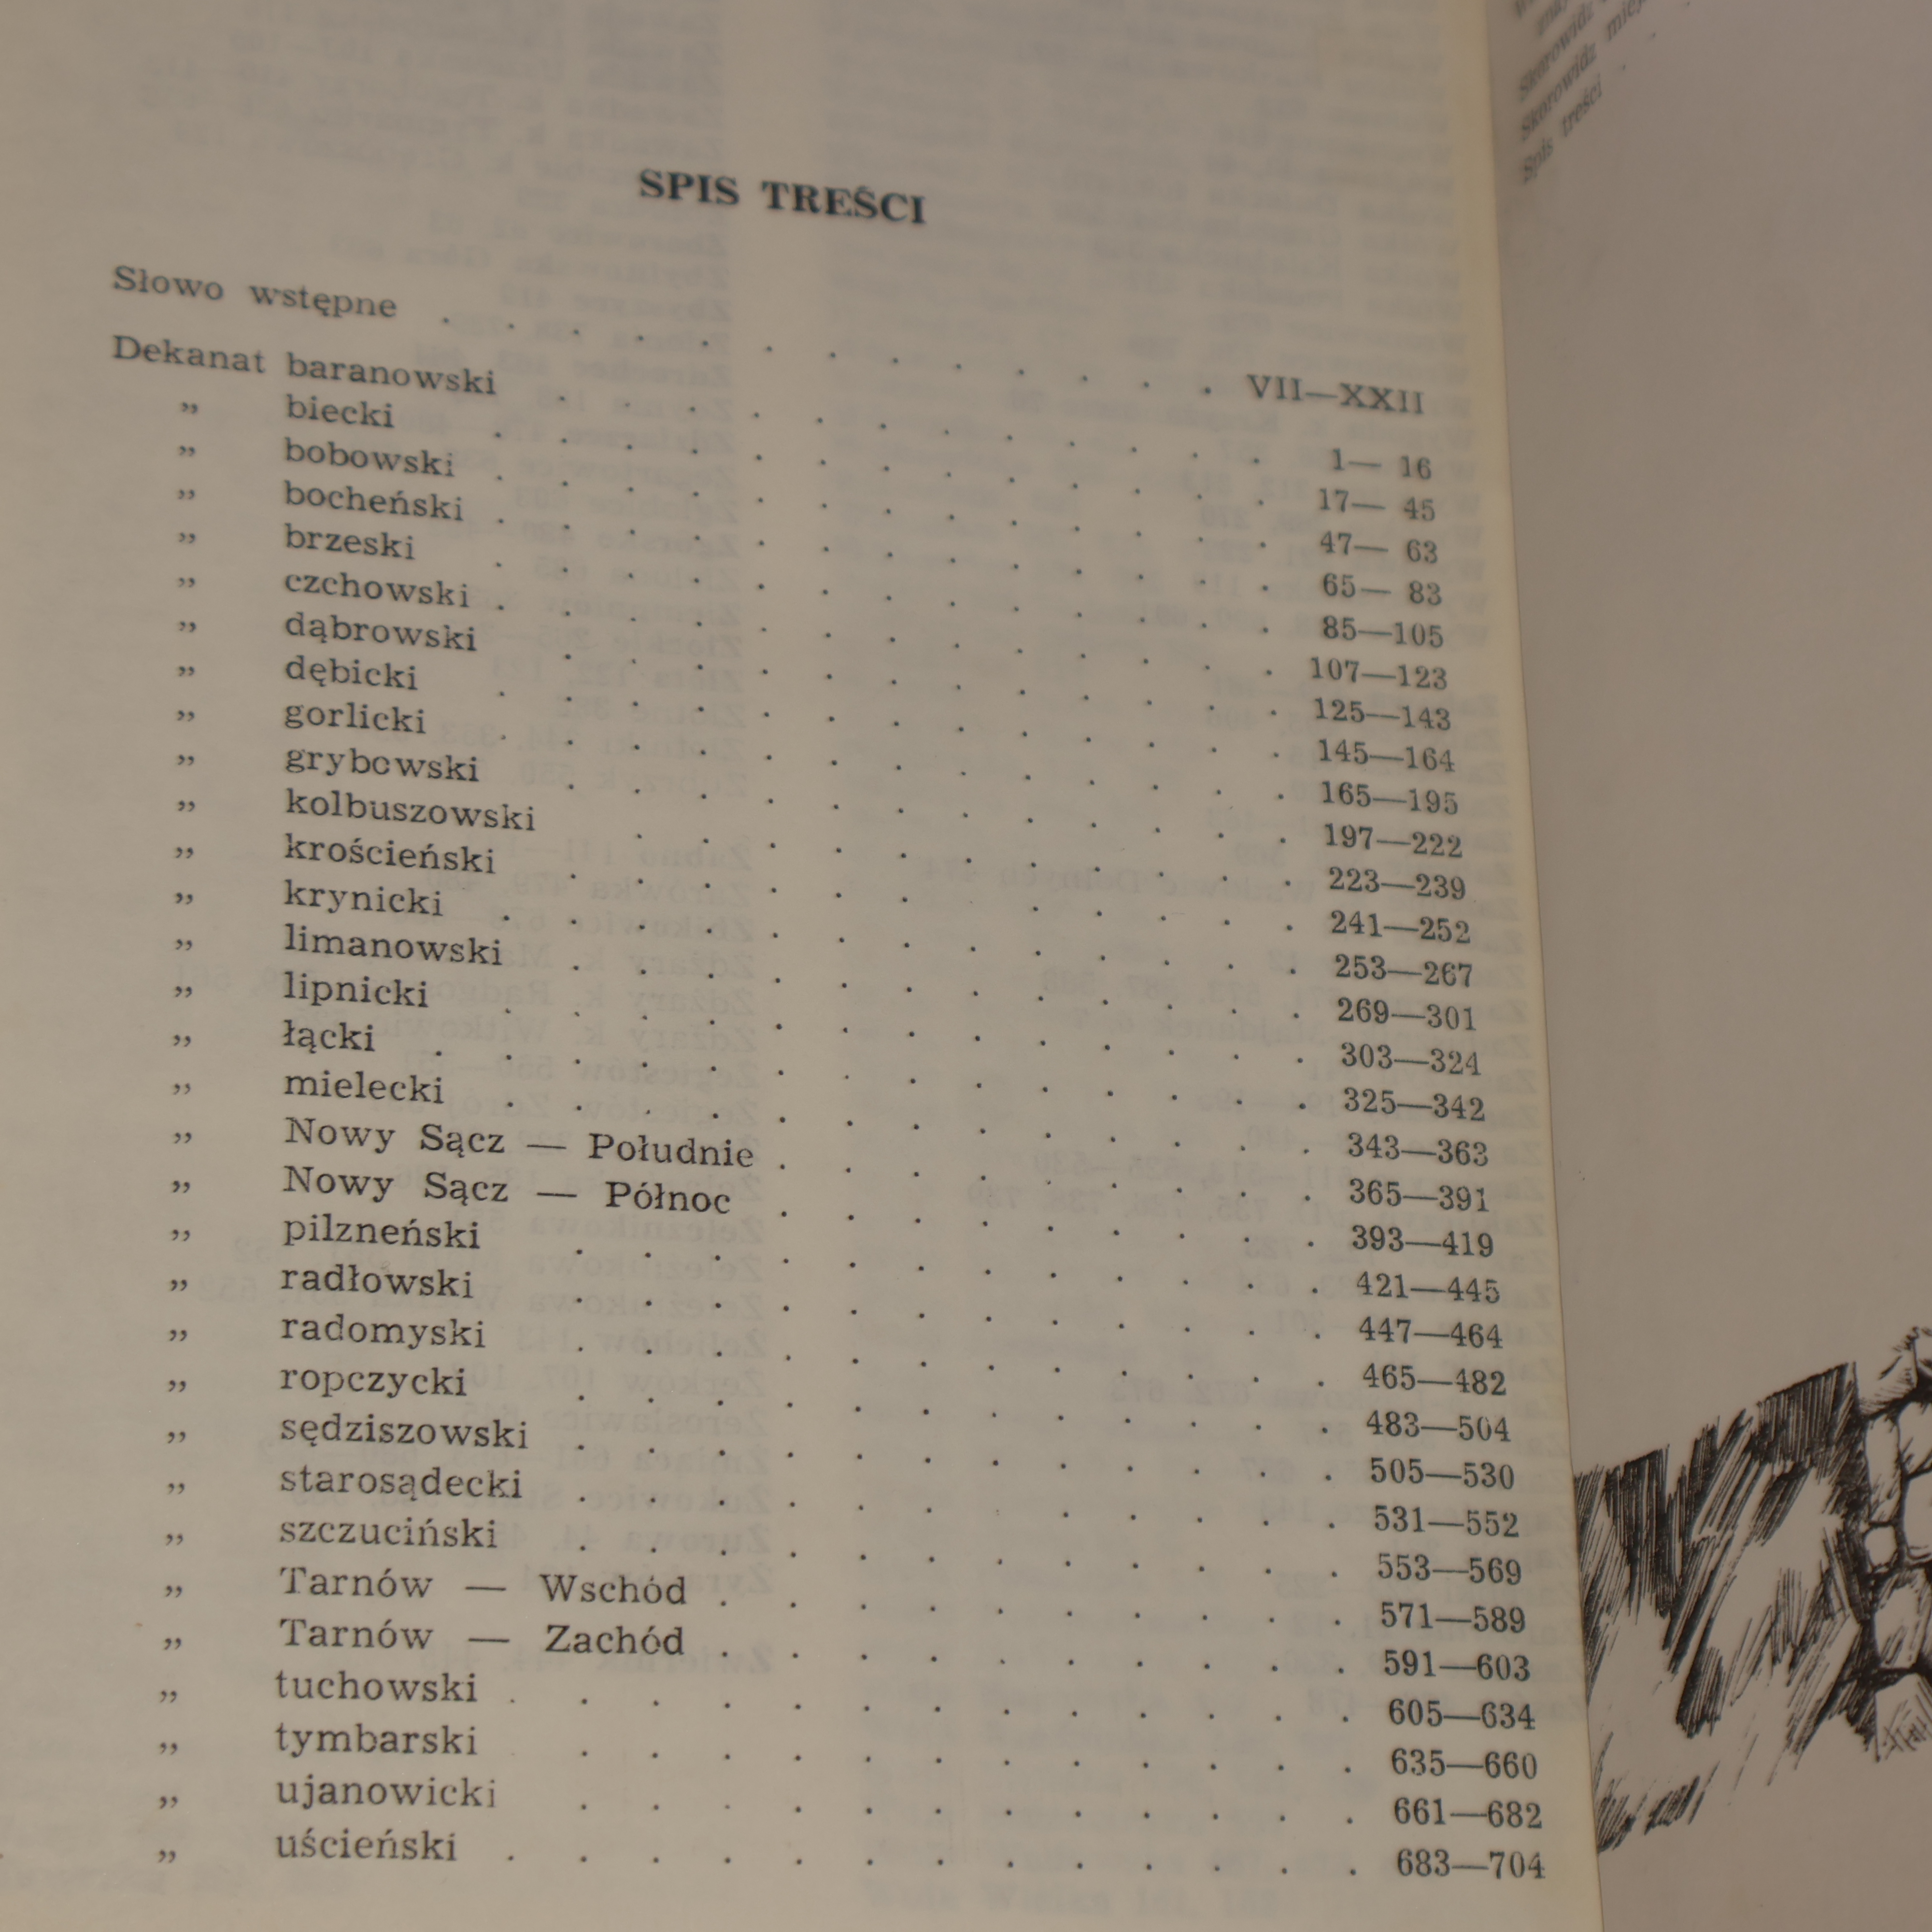 SPIS TREŚCI
Słowo wstępne . . . . . . . . . . . . . VII—XXII
Dekanat baranowski . . . . . . . . . . . . 1— 16
„ biecki . . . . . . . . . . . . . 17— 45
„ bobowski . . . . . . . . . . . . . 47— 63
„ bocheński . . . . . . . . . . . . . 65— 83
„ brzeski . . . . . . . . . . . . . 85—105
„ czchowski . . . . . . . . . . . . . 107—123
„ dąbrowski . . . . . . . . . . . . 125—143
„ dębicki . . . . . . . . . . . . . 145—164
„ gorlicki . . . . . . . . . . . . . 165—195
„ grybowski . . . . . . . . . . . . 197—222
„ kolbuszowski . . . . . . . . . . . 223—239
„ krościeński . . . . . . . . . . . . 241—252
„ krynicki . . . . . . . . . . . . . 253—267
„ limanowski . . . . . . . . . . . . 269—301
„ lipnicki . . . . . . . . . . . . . 303—324
„ łącki . . . . . . . . . . . . . . 325—342
„ mielecki . . . . . . . . . . . . . 343—363
„ Nowy Sącz — Południe . . . . . . . . . 365—391
„ Nowy Sącz — Północ . . . . . . . . . 393—419
„ pilzneński . . . . . . . . . . . . 421—445
„ radłowski . . . . . . . . . . . . 447—464
„ radomyski . . . . . . . . . . . . 465—482
„ ropczycki . . . . . . . . . . . . 483—504
„ sędziszowski . . . . . . . . . . . . 505—530
„ starosądecki . . . . . . . . . . . . 531—552
„ szczuciński . . . . . . . . . . . . 553—569
„ Tarnów — Wschód . . . . . . . . . . 571—589
„ Tarnów — Zachód . . . . . . . . . . 591—603
„ tuchowski . . . . . . . . . . . . . 605—634
„ tymbarski . . . . . . . . . . . . 635—660
„ ujanowicki . . . . . . . . . . . . 661—682
„ uścieński . . . . . . . . . . . . . 683—704
Skorowidz
Skorowidz
Spis treści